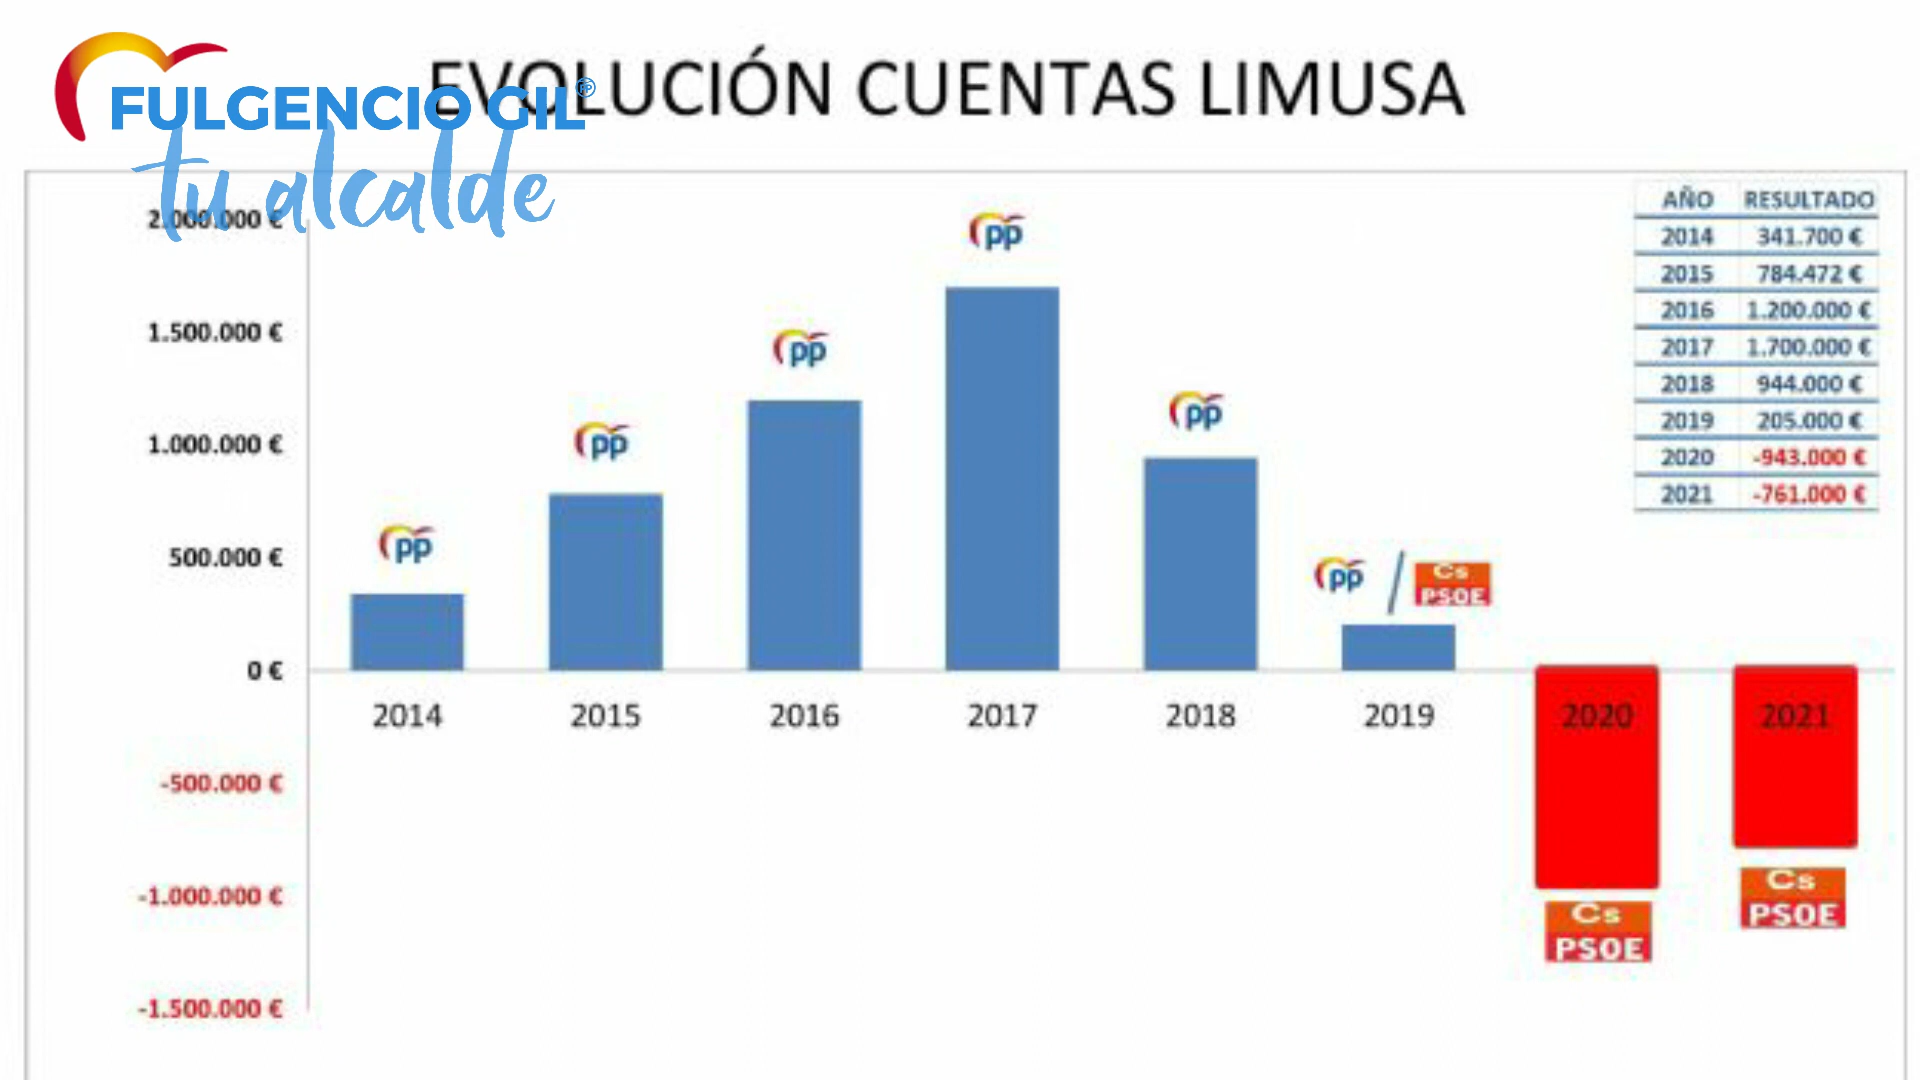 EVOLUCIÓN CUENTAS LIMUSA
FULGENCIO GIL
tu alcalde
pp
AÑO RESULTADO
2014 341.700 €
2015 784.472 €
2016 1.200.000 €
2017 1.700.000 €
2018 944.000 €
2019 205.000 €
2020 -943.000 €
2021 -761.000 €
2.000.000 €
1.500.000 €
1.000.000 €
500.000 €
0 €
-500.000 €
-1.000.000 €
-1.500.000 €
pp
pp
pp
pp
pp
pp / Cs
PSOE
2014 2015 2016 2017 2018 2019 2020 2021
Cs
PSOE
Cs
PSOE